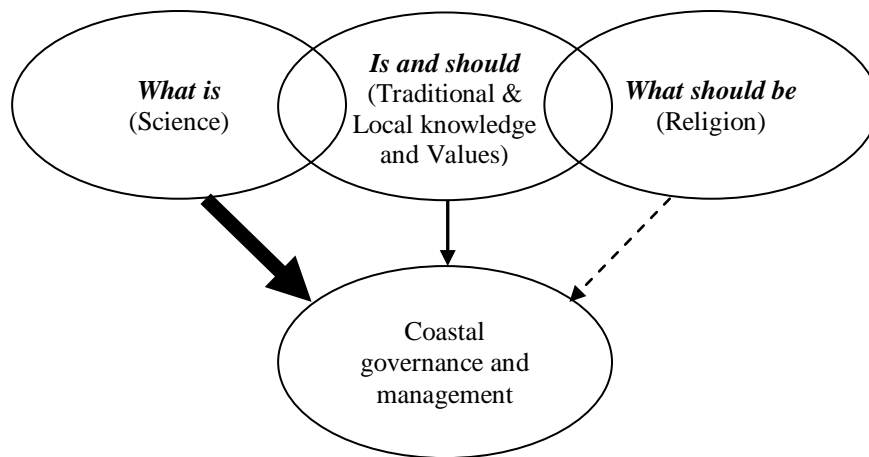 What is
(Science)
Is and should
(Traditional &
Local knowledge
and Values)
What should be
(Religion)
Coastal
governance and
management